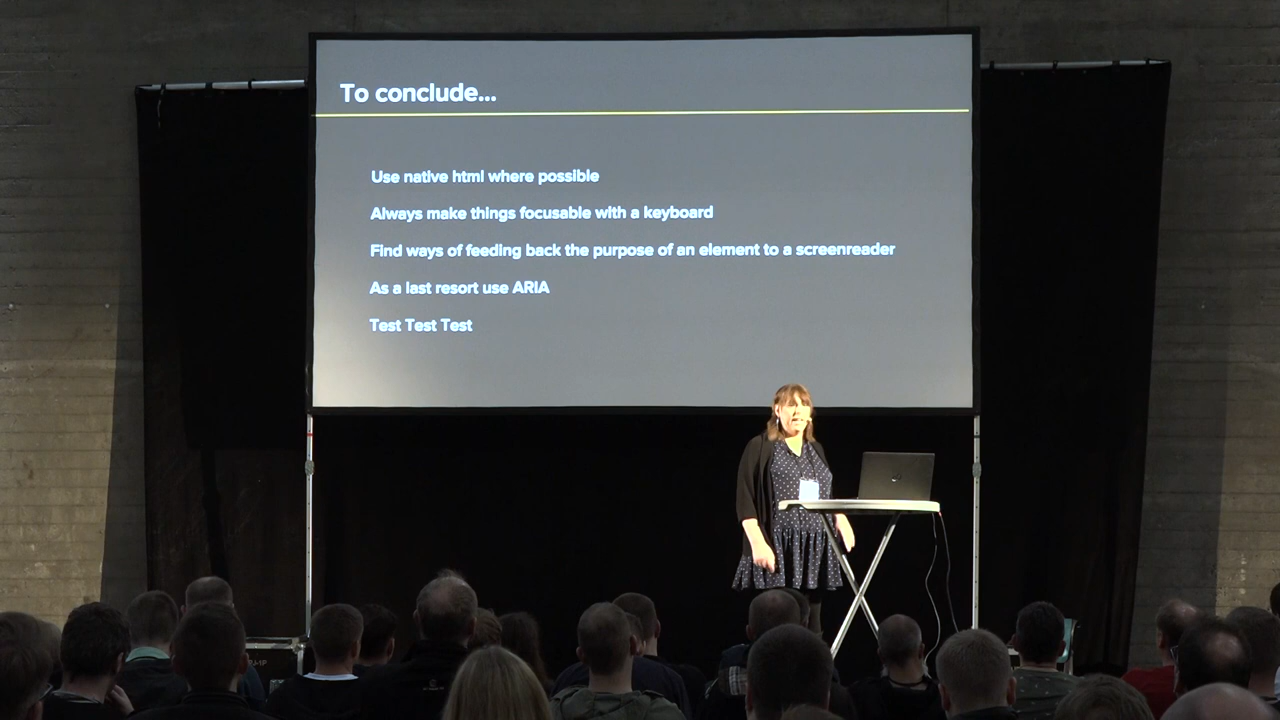 To conclude...
Use native html where possible
Always make things focusable with a keyboard
Find ways of feeding back the purpose of an element to a screenreader
As a last resort use ARIA
Test Test Test